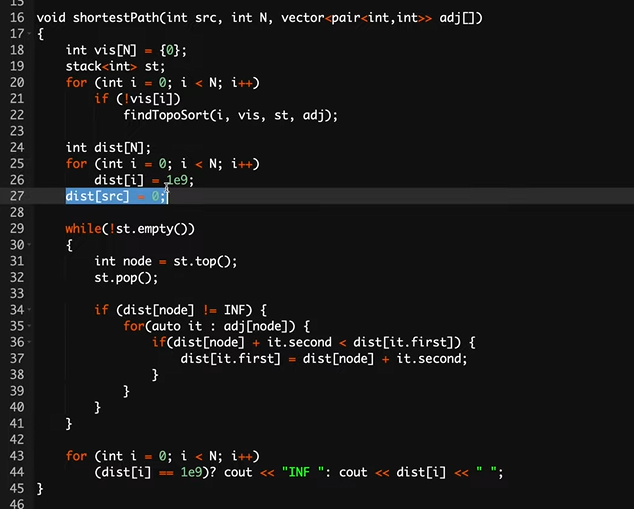 15
16 void shortestPath(int src, int N, vector<pair<int,int>> adj[])
17 {
18     int vis[N] = {0};
19     stack<int> st;
20     for (int i = 0; i < N; i++)
21         if (!vis[i])
22             findTopoSort(i, vis, st, adj);
23
24     int dist[N];
25     for (int i = 0; i < N; i++)
26         dist[i] = 1e9;
27     dist[src] = 0;
28
29     while(!st.empty())
30     {
31         int node = st.top();
32         st.pop();
33
34         if (dist[node] != INF) {
35             for(auto it : adj[node]) {
36                 if(dist[node] + it.second < dist[it.first]) {
37                     dist[it.first] = dist[node] + it.second;
38                 }
39             }
40         }
41     }
42
43     for (int i = 0; i < N; i++)
44         (dist[i] == 1e9)? cout << "INF ": cout << dist[i] << " ";
45 }
46